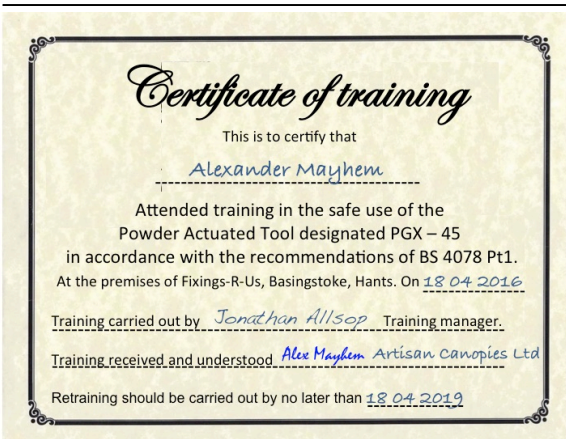 Certificate of training
This is to certify that
Alexander Mayhem
Attended training in the safe use of the
Powder Actuated Tool designated PGX – 45
in accordance with the recommendations of BS 4078 Pt1.
At the premises of Fixings-R-Us, Basingstoke, Hants. On 18 04 2016
Training carried out by Jonathan Allsop Training manager.
Training received and understood Alex Mayhem Artisan Canopies Ltd
Retraining should be carried out by no later than 18 04 2019